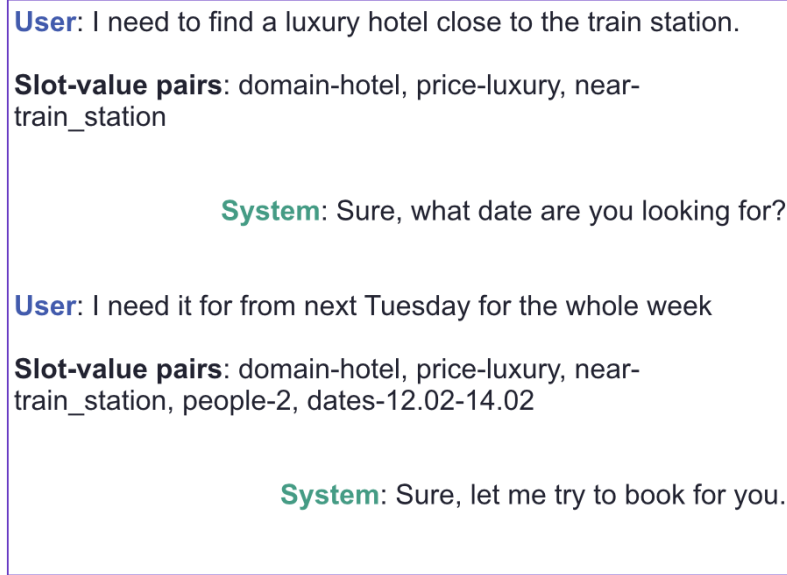 User: I need to find a luxury hotel close to the train station.
Slot-value pairs: domain-hotel, price-luxury, near-
train_station
System: Sure, what date are you looking for?
User: I need it for from next Tuesday for the whole week
Slot-value pairs: domain-hotel, price-luxury, near-
train_station, people-2, dates-12.02-14.02
System: Sure, let me try to book for you.